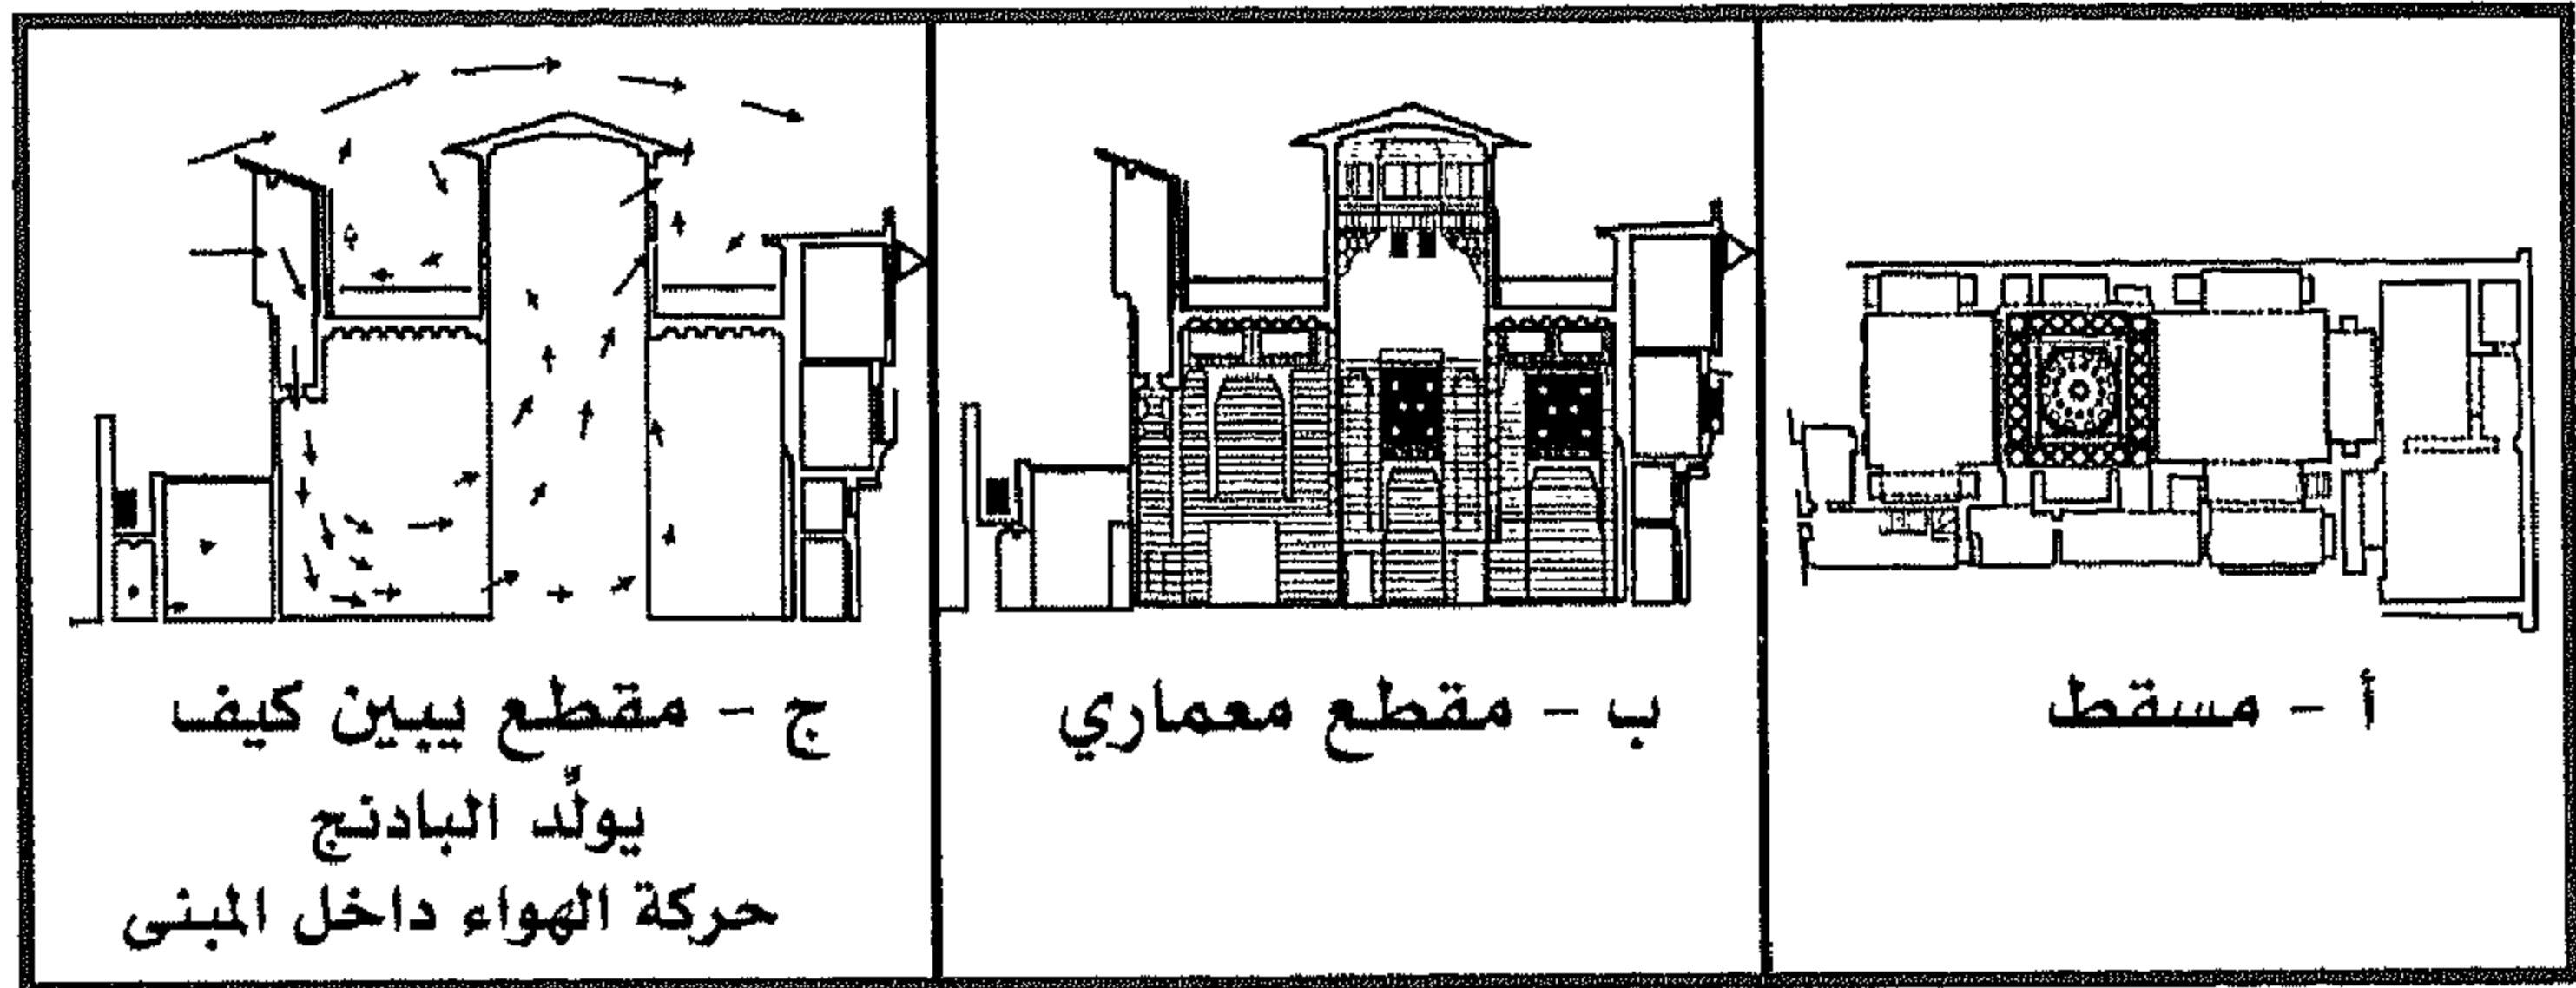 أ - مسقط
ب - مقطع معماري
ج - مقطع يبين كيف
يولّد البادنج
حركة الهواء داخل المبنى